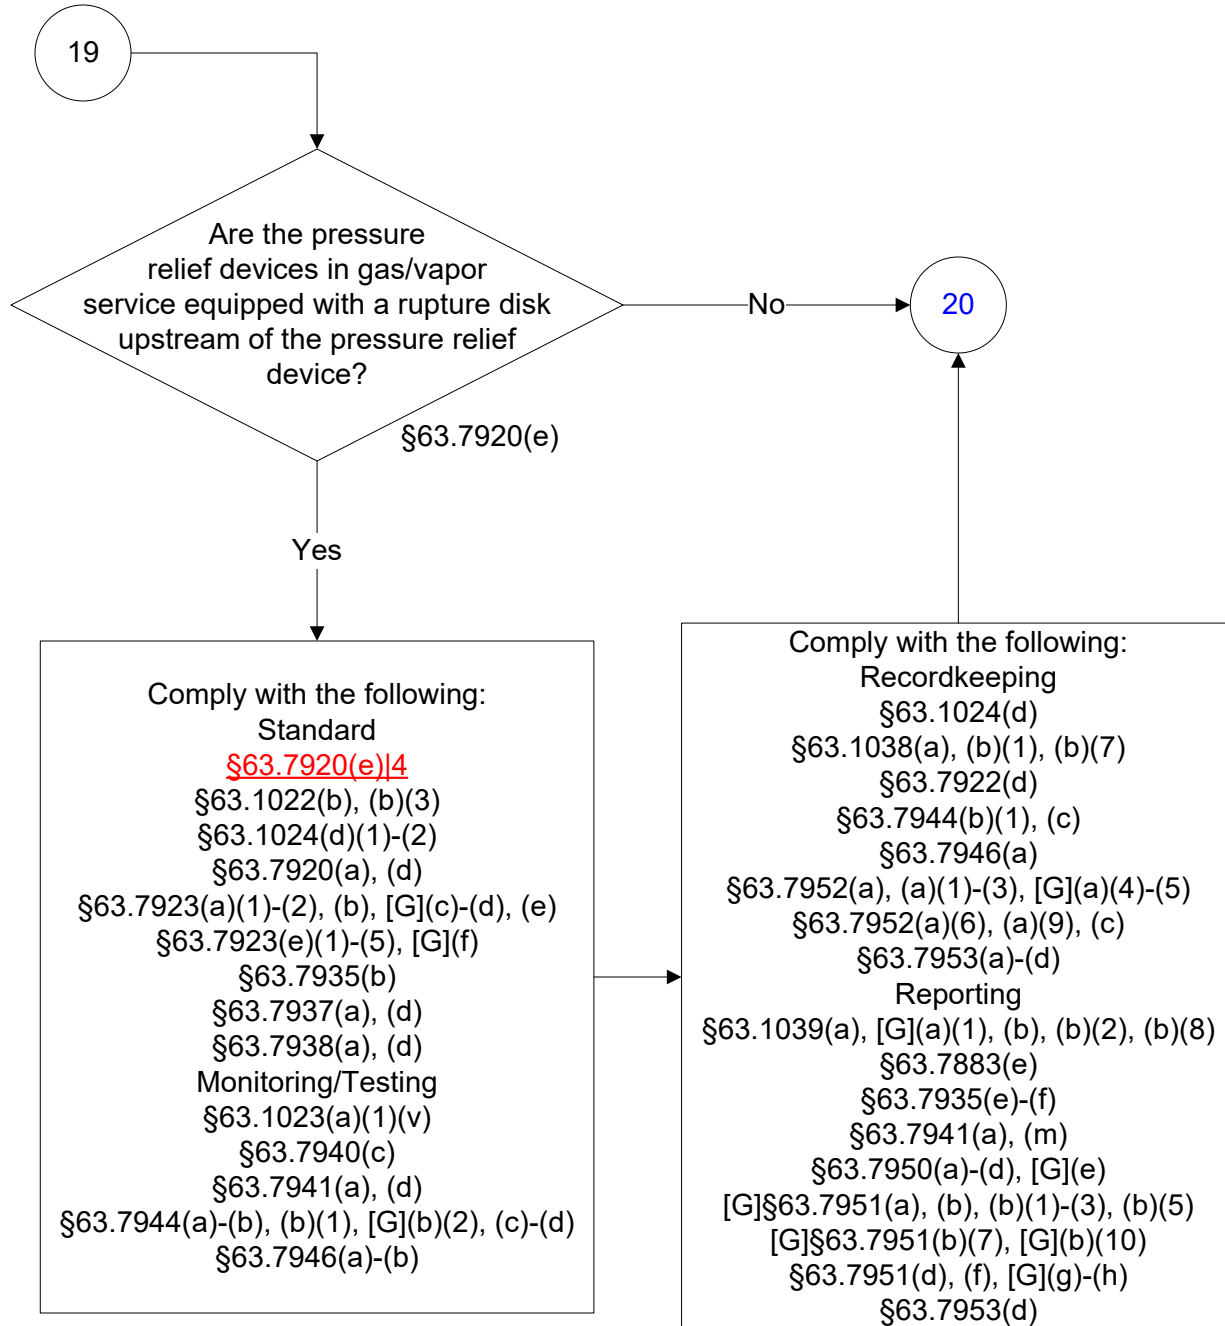 19
Are the pressure
relief devices in gas/vapor
service equipped with a rupture disk
upstream of the pressure relief
device?
§63.7920(e)
No
20
Yes
Comply with the following:
Standard
§63.7920(e)|4
§63.1022(b), (b)(3)
§63.1024(d)(1)-(2)
§63.7920(a), (d)
§63.7923(a)(1)-(2), (b), [G](c)-(d), (e)
§63.7923(e)(1)-(5), [G](f)
§63.7935(b)
§63.7937(a), (d)
§63.7938(a), (d)
Monitoring/Testing
§63.1023(a)(1)(v)
§63.7940(c)
§63.7941(a), (d)
§63.7944(a)-(b), (b)(1), [G](b)(2), (c)-(d)
§63.7946(a)-(b)
Comply with the following:
Recordkeeping
§63.1024(d)
§63.1038(a), (b)(1), (b)(7)
§63.7922(d)
§63.7944(b)(1), (c)
§63.7946(a)
§63.7952(a), (a)(1)-(3), [G](a)(4)-(5)
§63.7952(a)(6), (a)(9), (c)
§63.7953(a)-(d)
Reporting
§63.1039(a), [G](a)(1), (b), (b)(2), (b)(8)
§63.7883(e)
§63.7935(e)-(f)
§63.7941(a), (m)
§63.7950(a)-(d), [G](e)
[G]§63.7951(a), (b), (b)(1)-(3), (b)(5)
[G]§63.7951(b)(7), [G](b)(10)
§63.7951(d), (f), [G](g)-(h)
§63.7953(d)